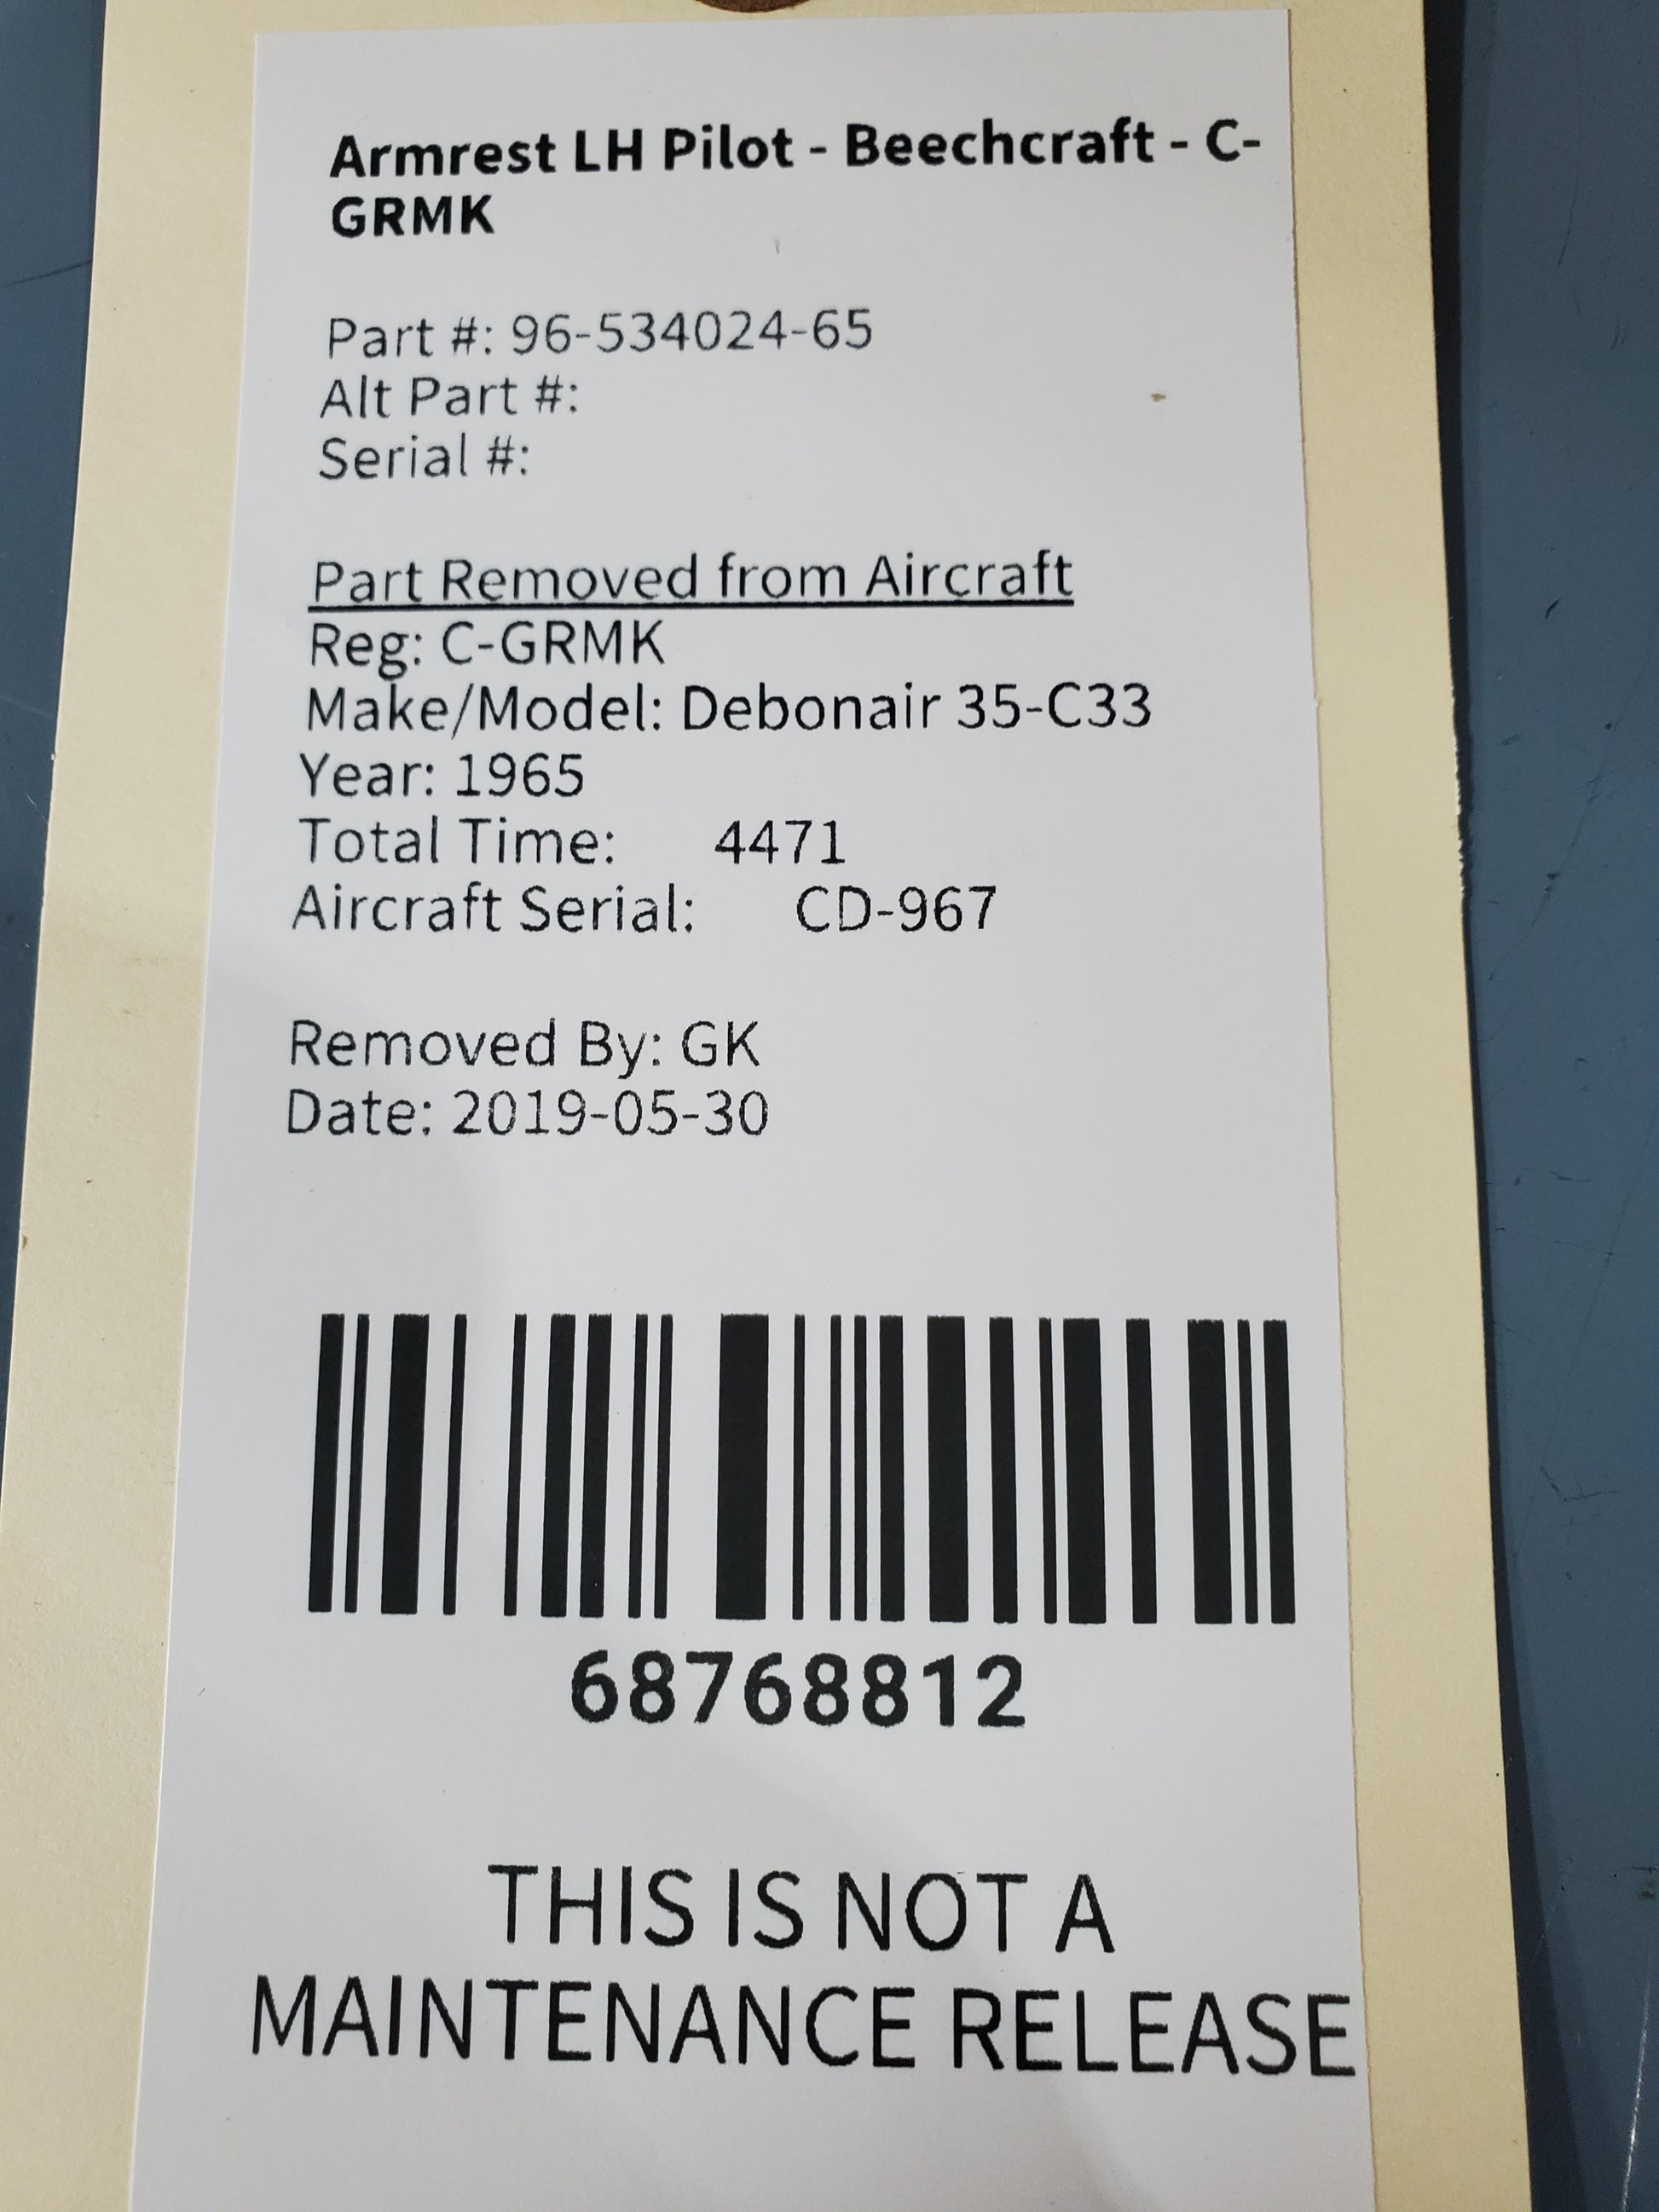 Armrest LH Pilot - Beechcraft - C-
GRMK
Part #: 96-534024-65
Alt Part #:
Serial #:
Part Removed from Aircraft
Reg: C-GRMK
Make/Model: Debonair 35-C33
Year: 1965
Total Time: 4471
Aircraft Serial: CD-967
Removed By: GK
Date: 2019-05-30
68768812
THIS IS NOT A
MAINTENANCE RELEASE